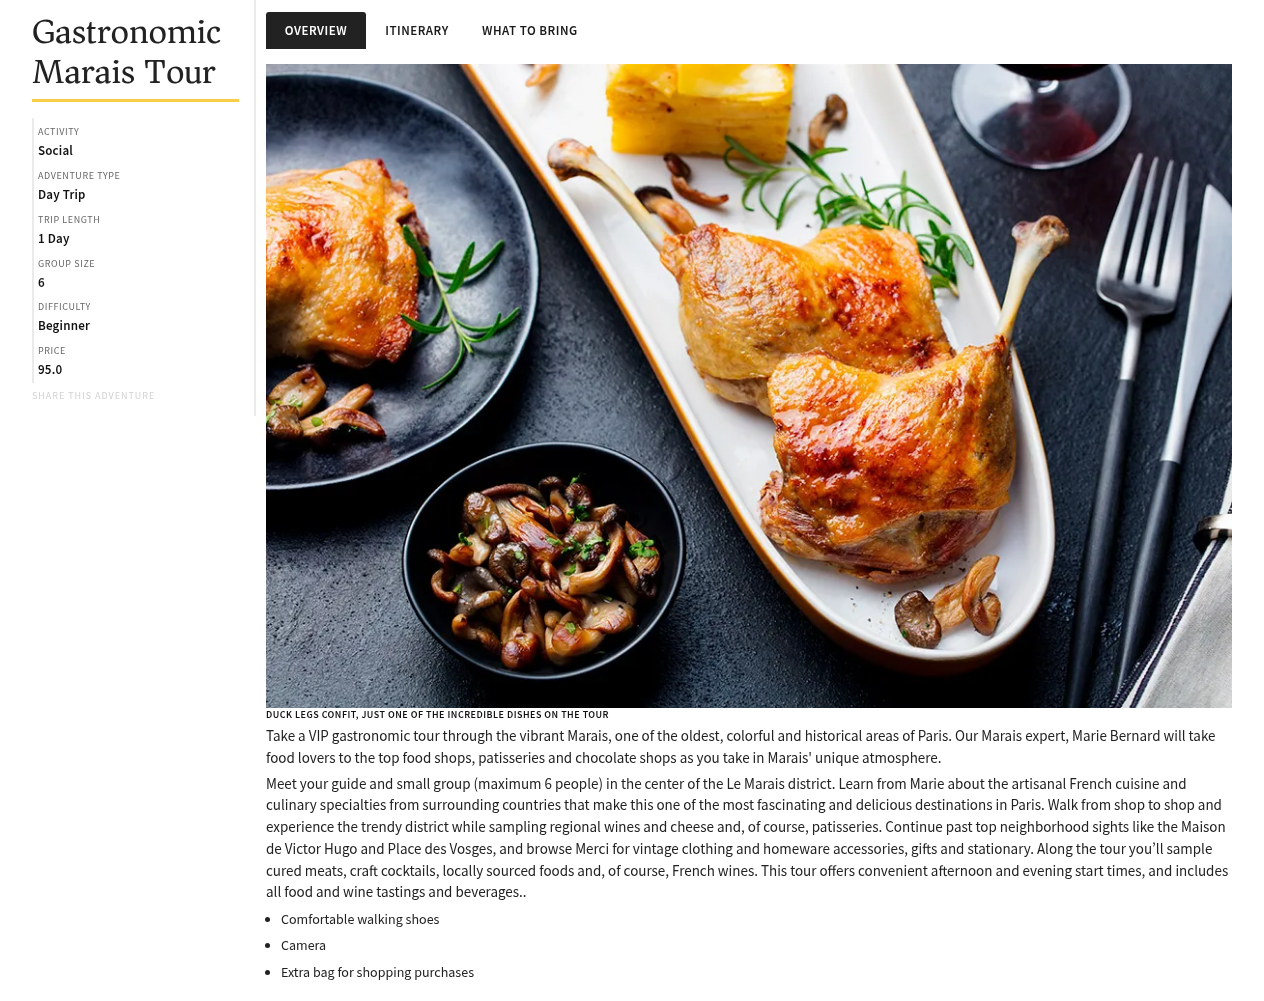 Gastronomic
Marais Tour
ACTIVITY
Social
ADVENTURE TYPE
Day Trip
TRIP LENGTH
1 Day
GROUP SIZE
6
DIFFICULTY
Beginner
PRICE
95.0
SHARE THIS ADVENTURE
OVERVIEW ITINERARY WHAT TO BRING
DUCK LEGS CONFIT, JUST ONE OF THE INCREDIBLE DISHES ON THE TOUR
Take a VIP gastronomic tour through the vibrant Marais, one of the oldest, colorful and historical areas of Paris. Our Marais expert, Marie Bernard will take
food lovers to the top food shops, patisseries and chocolate shops as you take in Marais' unique atmosphere.
Meet your guide and small group (maximum 6 people) in the center of the Le Marais district. Learn from Marie about the artisanal French cuisine and
culinary specialties from surrounding countries that make this one of the most fascinating and delicious destinations in Paris. Walk from shop to shop and
experience the trendy district while sampling regional wines and cheese and, of course, patisseries. Continue past top neighborhood sights like the Maison
de Victor Hugo and Place des Vosges, and browse Merci for vintage clothing and homeware accessories, gifts and stationary. Along the tour you’ll sample
cured meats, craft cocktails, locally sourced foods and, of course, French wines. This tour offers convenient afternoon and evening start times, and includes
all food and wine tastings and beverages..
• Comfortable walking shoes
• Camera
• Extra bag for shopping purchases